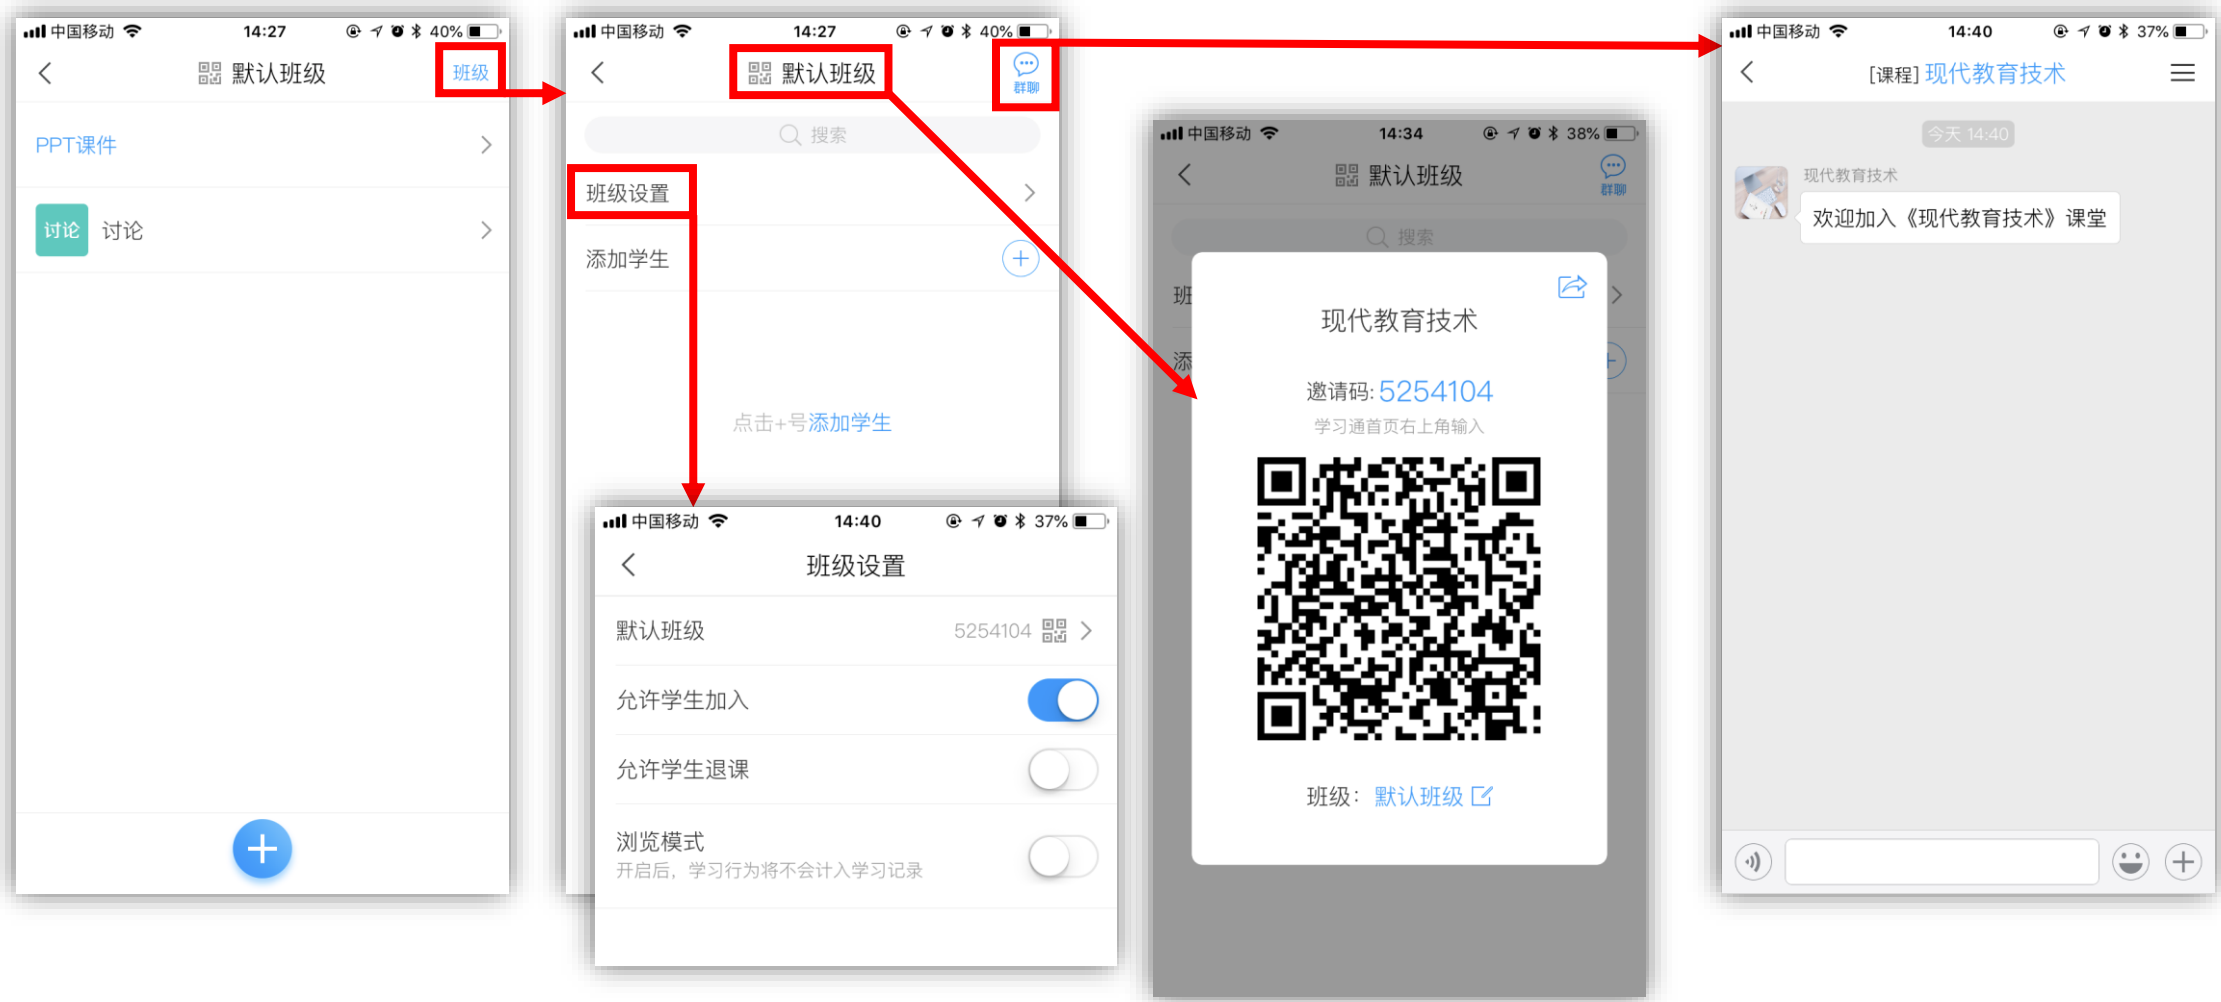 中国移动 14:27 40%
默认班级 班级
PPT课件
讨论 讨论
中国移动 14:27 40%
默认班级 群聊
搜索
班级设置
添加学生
点击+号添加学生
中国移动 14:40 37%
班级设置
默认班级 5254104
允许学生加入
允许学生退课
浏览模式
开启后，学习行为将不会计入学习记录
中国移动 14:34 38%
默认班级 群聊
搜索
班
添
现代教育技术
邀请码: 5254104
学习通首页右上角输入
班级： 默认班级
中国移动 14:40 37%
[课程] 现代教育技术
今天 14:40
现代教育技术
欢迎加入《现代教育技术》课堂